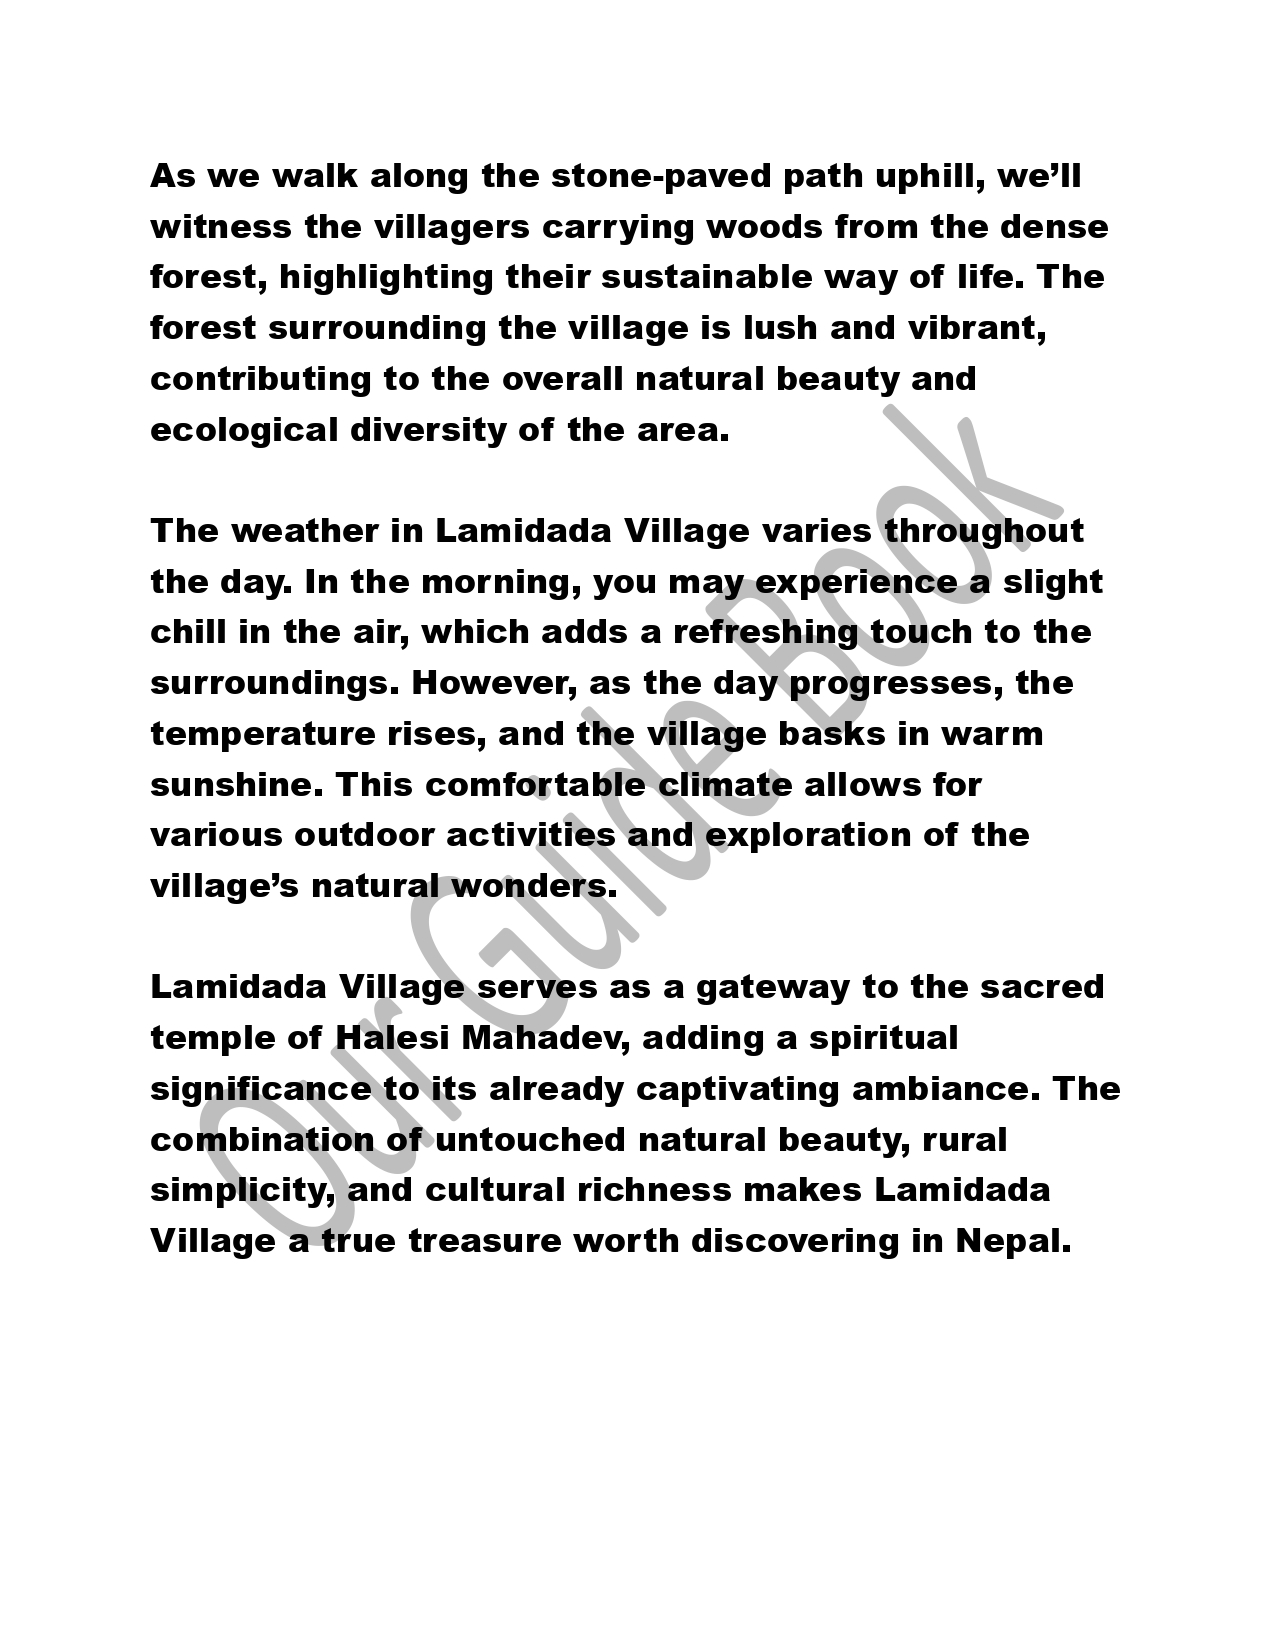 As we walk along the stone-paved path uphill, we’ll
witness the villagers carrying woods from the dense
forest, highlighting their sustainable way of life. The
forest surrounding the village is lush and vibrant,
contributing to the overall natural beauty and
ecological diversity of the area.
The weather in Lamidada Village varies throughout
the day. In the morning, you may experience a slight
chill in the air, which adds a refreshing touch to the
surroundings. However, as the day progresses, the
temperature rises, and the village basks in warm
sunshine. This comfortable climate allows for
various outdoor activities and exploration of the
village’s natural wonders.
Lamidada Village serves as a gateway to the sacred
temple of Halesi Mahadev, adding a spiritual
significance to its already captivating ambiance. The
combination of untouched natural beauty, rural
simplicity, and cultural richness makes Lamidada
Village a true treasure worth discovering in Nepal.
Our Guide Book